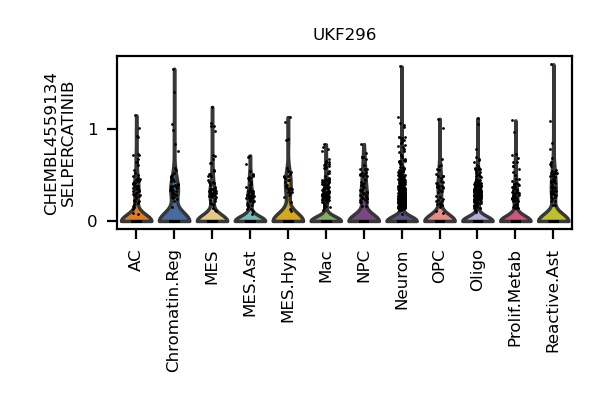 UKF296
CHEMBL4559134
SELPERCATINIB
1
0
AC
Chromatin.Reg
MES
MES.Ast
MES.Hyp
Mac
NPC
Neuron
OPC
Oligo
Prolif.Metab
Reactive.Ast